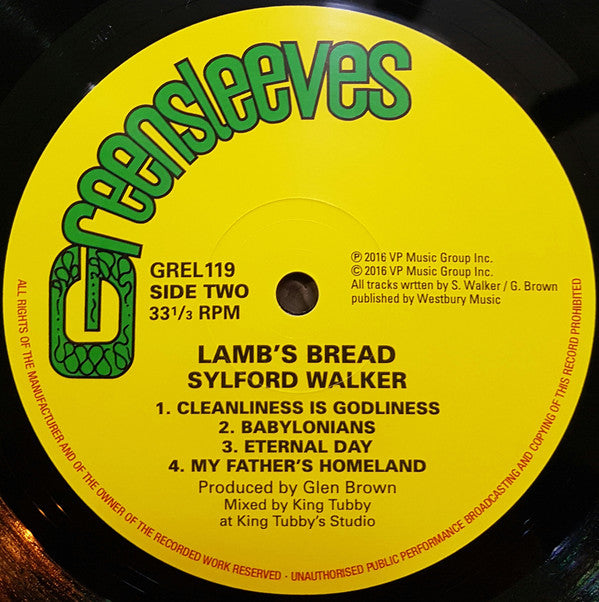 Greensleeves
GREL119
SIDE TWO
33 1/3 RPM
℗ 2016 VP Music Group Inc.
© 2016 VP Music Group Inc.
All tracks wrtten by S. Walker / G. Brown
published by Westbury Music
LAMB'S BREAD
SYLFORD WALKER
1. CLEANLINESS IS GODLINESS
2. BABYLONIANS
3. ETERNAL DAY
4. MY FATHER'S HOMELAND
Produced by Glen Brown
Mixed by King Tubby
at King Tubby's Studio
ALL RIGHTS OF THE MANUFACTURER AND OF THE OWNER OF THE RECORDED WORK RESERVED - UNAUTHORISED PUBLIC PERFORMANCE BROADCASTING AND COPYING OF THIS RECORD PROHIBITED